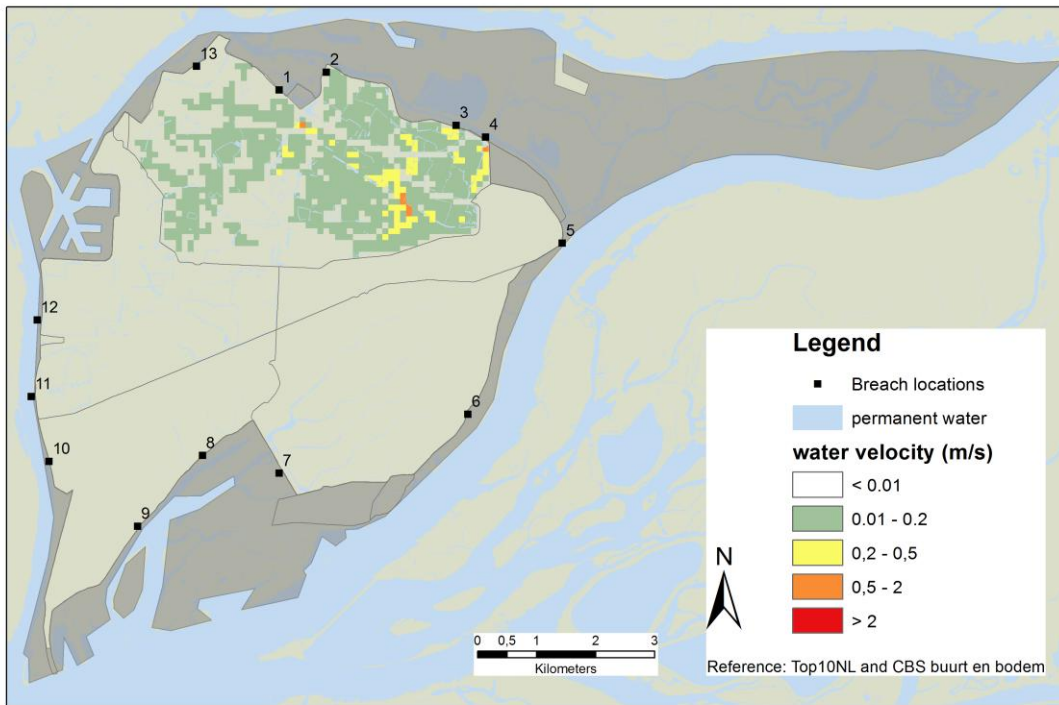 13
1
2
3
4
5
12
11
6
10
8
7
9
Legend
Breach locations
permanent water
water velocity (m/s)
< 0.01
0.01 - 0.2
0,2 - 0,5
0,5 - 2
> 2
N
0 0,5 1 2 3
Kilometers
Reference: Top10NL and CBS buurt en bodem